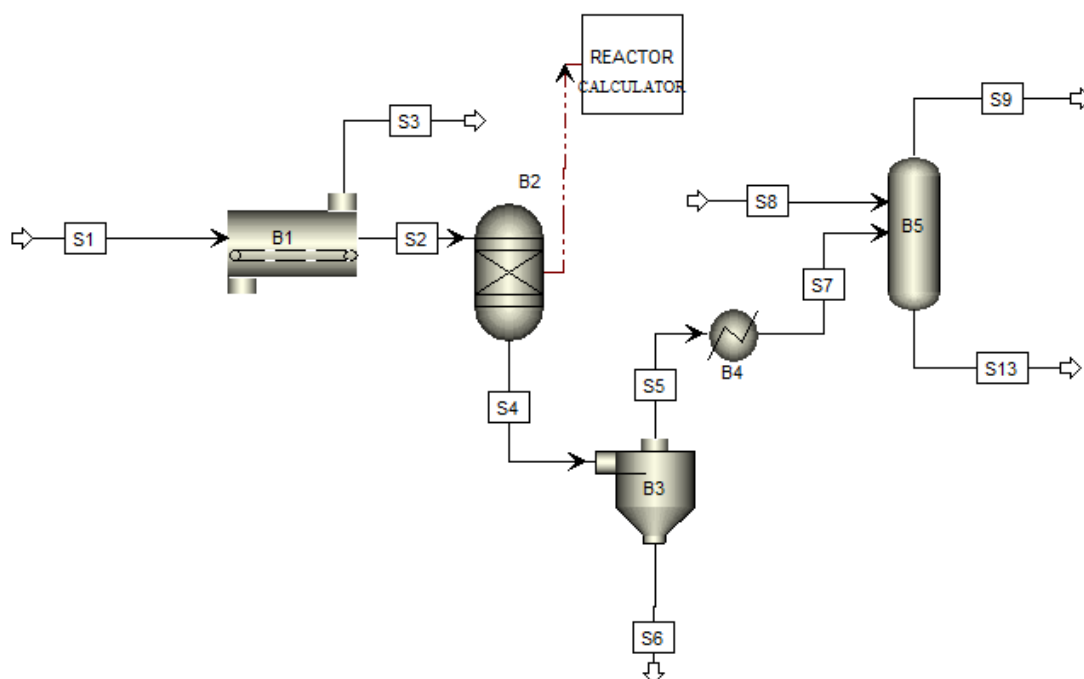 REACTOR
CALCULATOR
S9
S3
B2
S8
B5
S1
B1
S2
S7
B4
S5
S13
S4
B3
S6